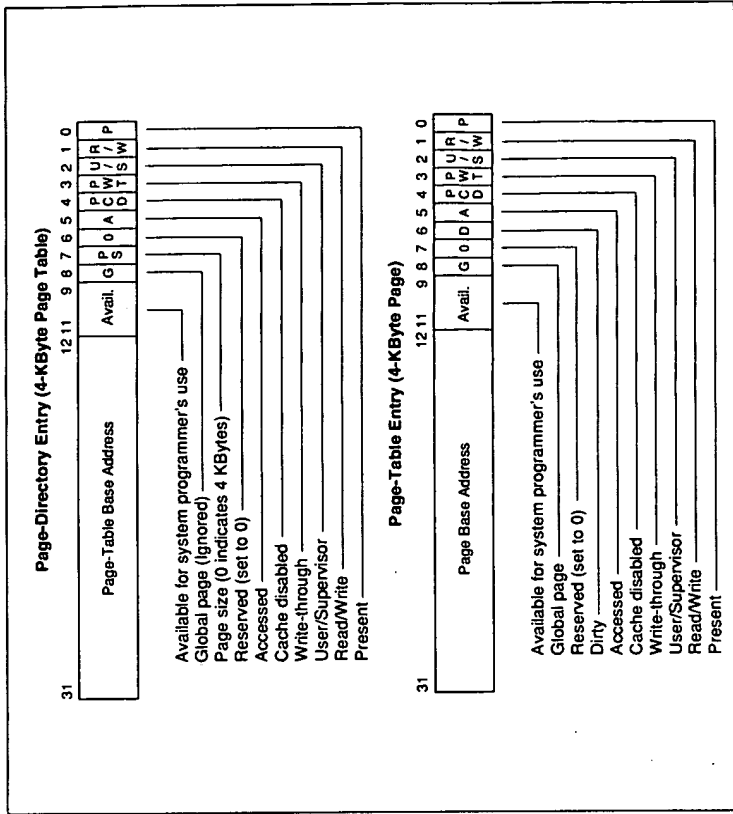 Page-Directory Entry (4-KByte Page Table)
31 12 11 9 8 7 6 5 4 3 2 1 0
Page-Table Base Address Avail. G PS 0 A PCD PWT U/S R/W P
Available for system programmer's use
Global page (Ignored)
Page size (0 indicates 4 KBytes)
Reserved (set to 0)
Accessed
Cache disabled
Write-through
User/Supervisor
Read/Write
Present
Page-Table Entry (4-KByte Page)
31 12 11 9 8 7 6 5 4 3 2 1 0
Page Base Address Avail. G 0 D A PCD PWT U/S R/W P
Available for system programmer's use
Global page
Reserved (set to 0)
Dirty
Accessed
Cache disabled
Write-through
User/Supervisor
Read/Write
Present